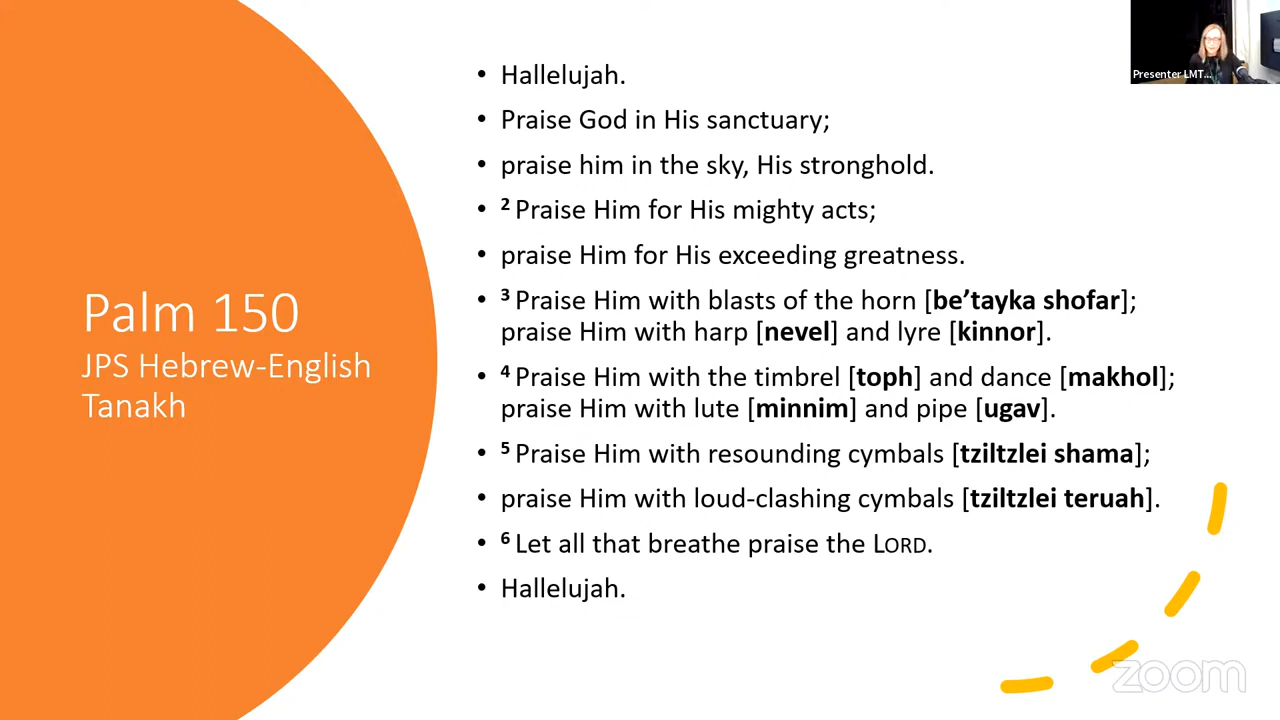 Palm 150
JPS Hebrew-English
Tanakh
• Hallelujah.
• Praise God in His sanctuary;
• praise him in the sky, His stronghold.
• ² Praise Him for His mighty acts;
• praise Him for His exceeding greatness.
• ³ Praise Him with blasts of the horn [be’tayka shofar];
praise Him with harp [nevel] and lyre [kinnor].
• ⁴ Praise Him with the timbrel [toph] and dance [makhol];
praise Him with lute [minnim] and pipe [ugav].
• ⁵ Praise Him with resounding cymbals [tziltzlei shama];
• praise Him with loud-clashing cymbals [tziltzlei teruah].
• ⁶ Let all that breathe praise the LORD.
• Hallelujah.
Presenter LMT...
zoom